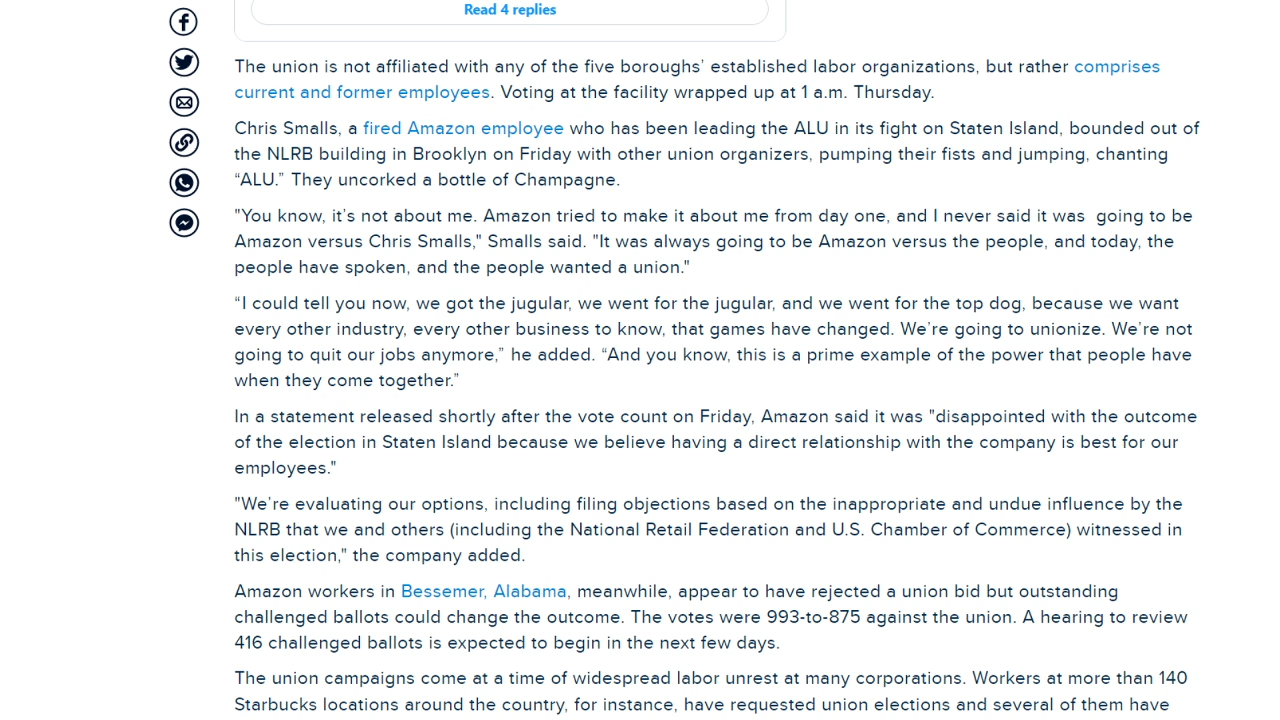 Read 4 replies
The union is not affiliated with any of the five boroughs’ established labor organizations, but rather comprises
current and former employees. Voting at the facility wrapped up at 1 a.m. Thursday.
Chris Smalls, a fired Amazon employee who has been leading the ALU in its fight on Staten Island, bounded out of
the NLRB building in Brooklyn on Friday with other union organizers, pumping their fists and jumping, chanting
“ALU.” They uncorked a bottle of Champagne.
"You know, it’s not about me. Amazon tried to make it about me from day one, and I never said it was  going to be
Amazon versus Chris Smalls," Smalls said. "It was always going to be Amazon versus the people, and today, the
people have spoken, and the people wanted a union."
“I could tell you now, we got the jugular, we went for the jugular, and we went for the top dog, because we want
every other industry, every other business to know, that games have changed. We’re going to unionize. We’re not
going to quit our jobs anymore,” he added. “And you know, this is a prime example of the power that people have
when they come together.”
In a statement released shortly after the vote count on Friday, Amazon said it was "disappointed with the outcome
of the election in Staten Island because we believe having a direct relationship with the company is best for our
employees."
"We’re evaluating our options, including filing objections based on the inappropriate and undue influence by the
NLRB that we and others (including the National Retail Federation and U.S. Chamber of Commerce) witnessed in
this election," the company added.
Amazon workers in Bessemer, Alabama, meanwhile, appear to have rejected a union bid but outstanding
challenged ballots could change the outcome. The votes were 993-to-875 against the union. A hearing to review
416 challenged ballots is expected to begin in the next few days.
The union campaigns come at a time of widespread labor unrest at many corporations. Workers at more than 140
Starbucks locations around the country, for instance, have requested union elections and several of them have